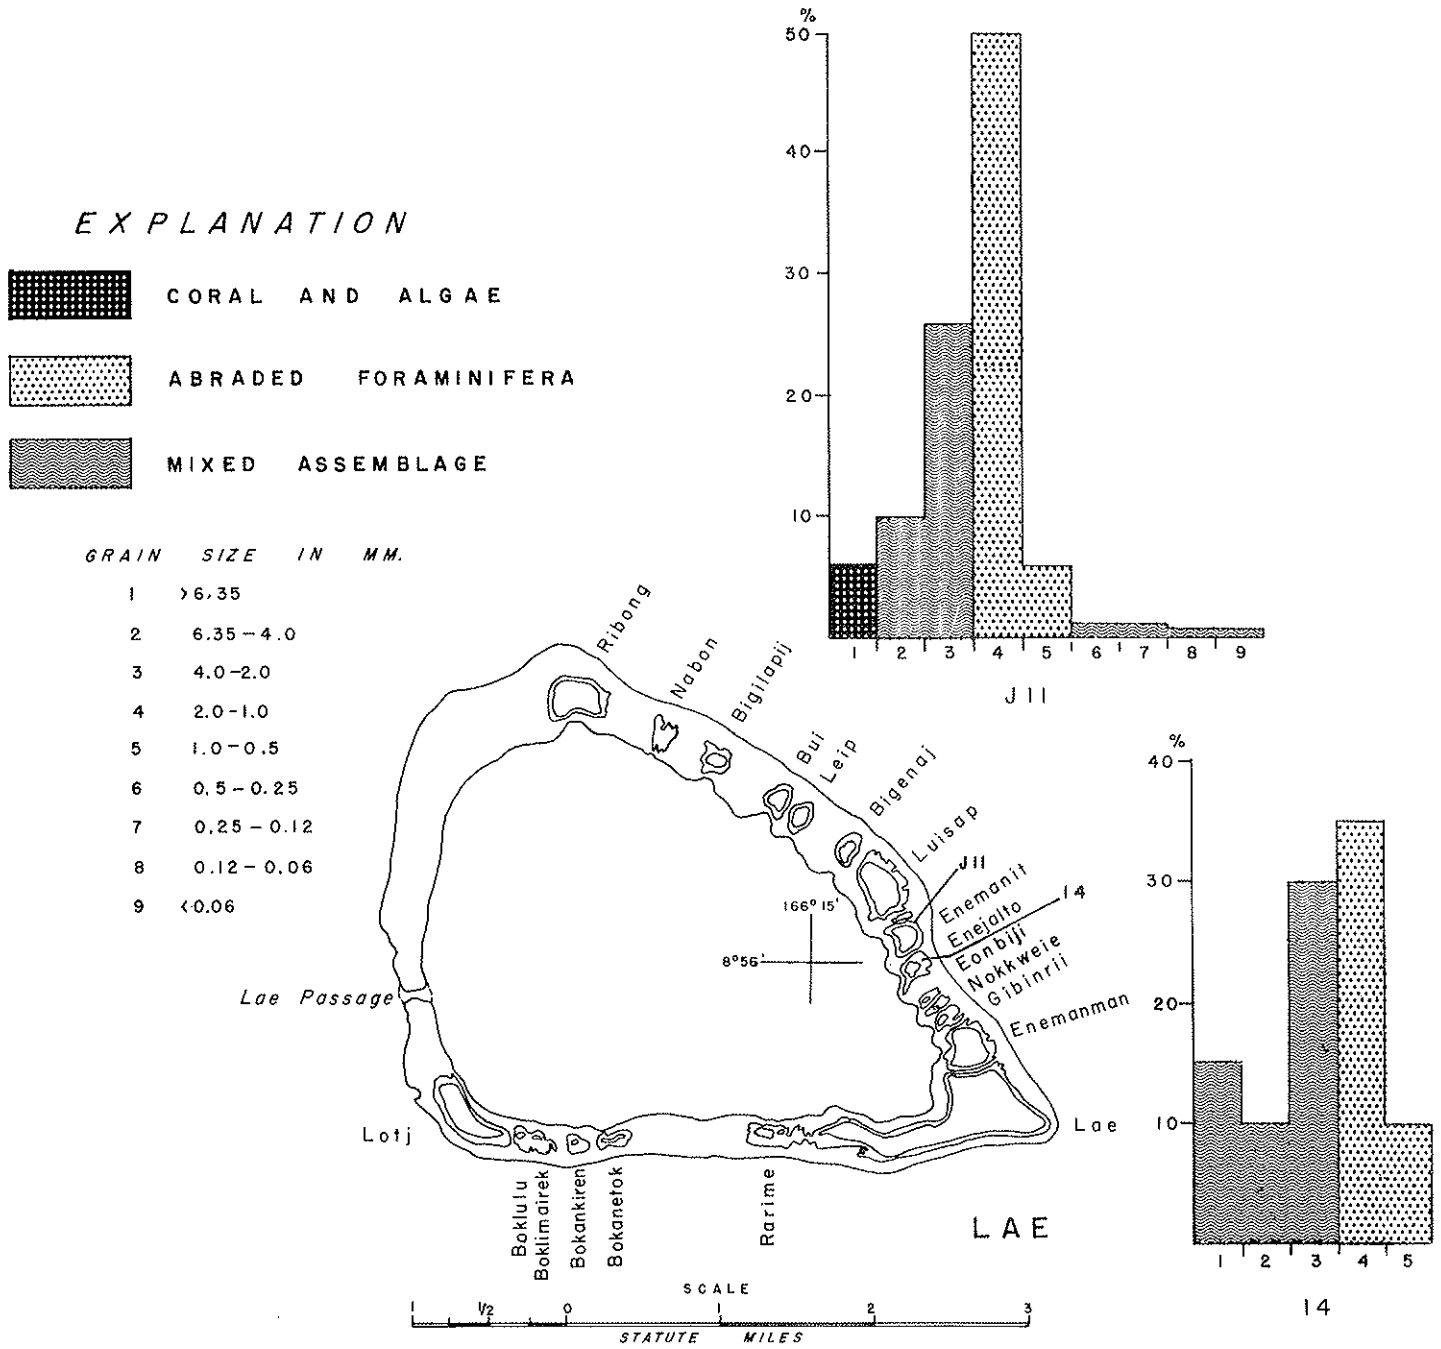 EXPLANATION
CORAL AND ALGAE
ABRADED FORAMINIFERA
MIXED ASSEMBLAGE
GRAIN SIZE IN MM.
1 >6.35
2 6.35-4.0
3 4.0-2.0
4 2.0-1.0
5 1.0-0.5
6 0.5-0.25
7 0.25-0.12
8 0.12-0.06
9 <0.06
%
50
40
30
20
10
1 2 3 4 5 6 7 8 9
J11
%
40
30
20
10
1 2 3 4 5
14
Ribong
Nabon
Bigilapij
Bui
Leip
Bigenaj
Luisap
J11
Enemanit
14
Enejalto
Eonbiji
Nokkweie
Gibinrii
Enemanman
166° 15'
8°56'
Lae Passage
Lotj
Lae
Boklulu
Boklimairek
Bokankiren
Bokanetok
Rarime
LAE
SCALE
1 1/2 0 1 2 3
STATUTE MILES